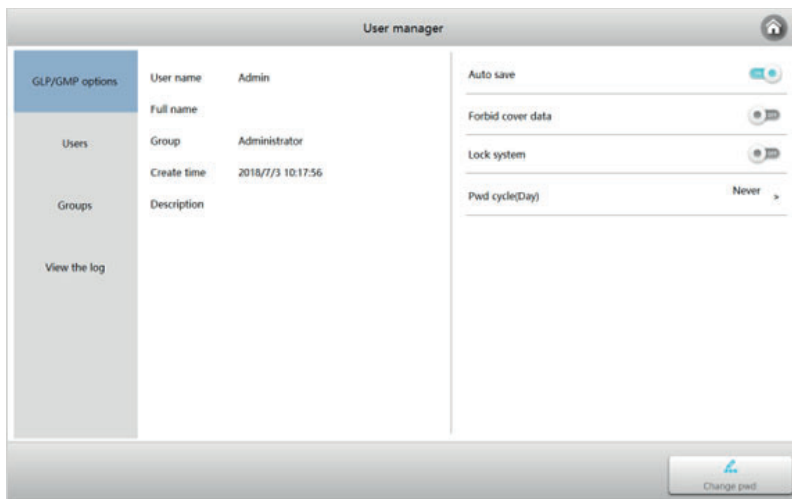 User manager
GLP/GMP options
Users
Groups
View the log
User name Admin
Full name
Group Administrator
Create time 2018/7/3 10:17:56
Description
Auto save
Forbid cover data
Lock system
Pwd cycle(Day) Never >
Change pwd